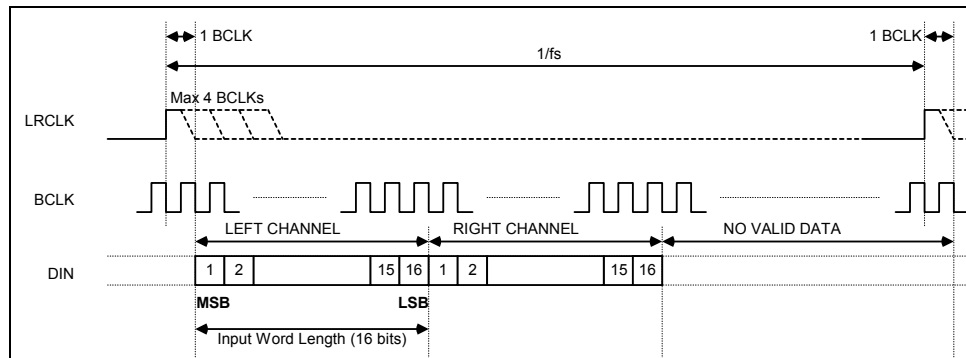 1 BCLK
1 BCLK
1/fs
Max 4 BCLKs
LRCLK
BCLK
LEFT CHANNEL
RIGHT CHANNEL
NO VALID DATA
DIN
1 2 15 16 1 2 15 16
MSB
LSB
Input Word Length (16 bits)